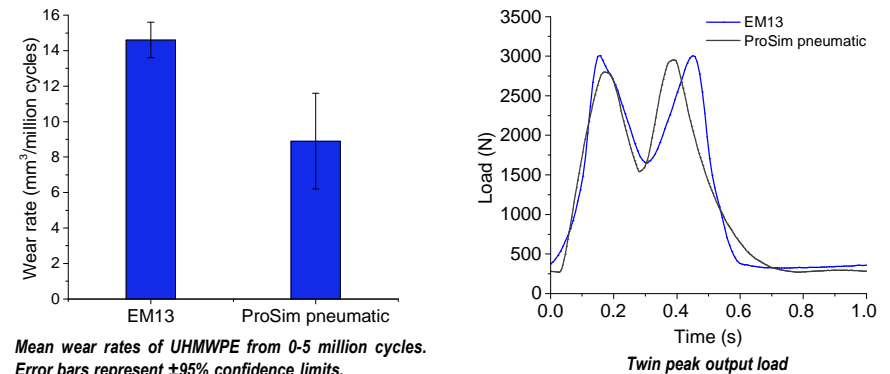 16
14
12
10
8
6
4
2
0
Wear rate (mm³/million cycles)
EM13
ProSim pneumatic
Mean wear rates of UHMWPE from 0-5 million cycles.
Error bars represent ±95% confidence limits.
3500
3000
2500
2000
1500
1000
500
0
Load (N)
EM13
ProSim pneumatic
0.0
0.2
0.4
0.6
0.8
1.0
Time (s)
Twin peak output load